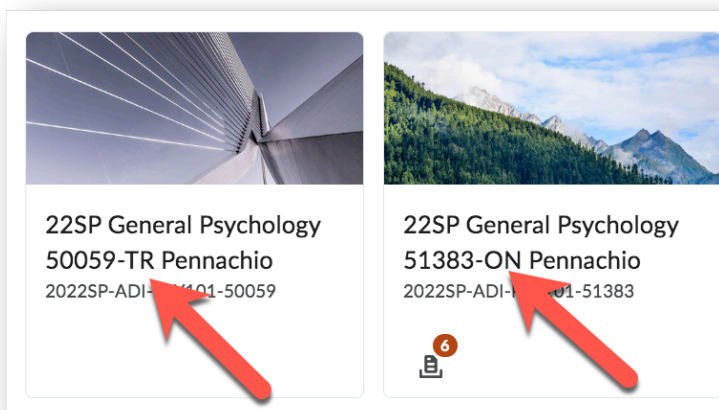 22SP General Psychology
50059-TR Pennachio
2022SP-ADI-
101-50059
22SP General Psychology
51383-ON Pennachio
2022SP-ADI-
01-51383
6